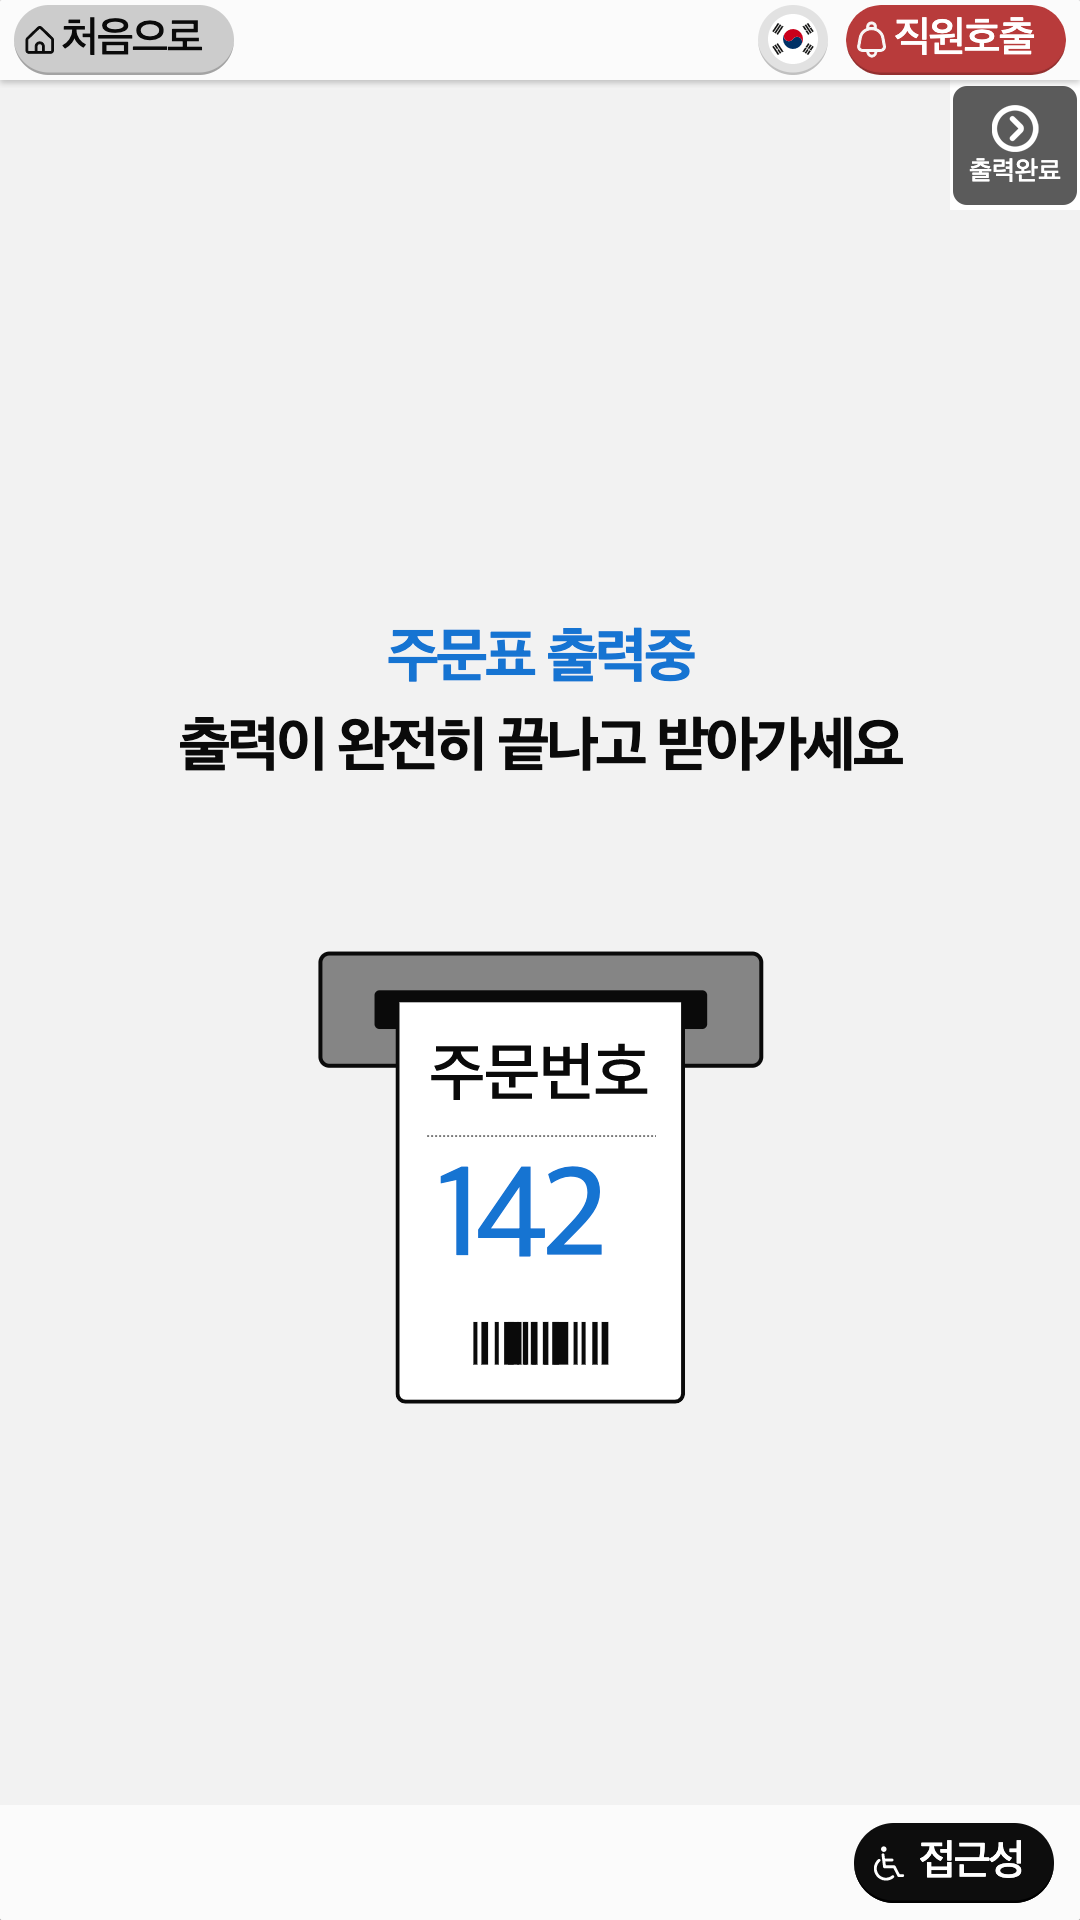 처음으로
직원호출
출력완료
주문표 출력중
출력이 완전히 끝나고 받아가세요
주문번호
142
접근성